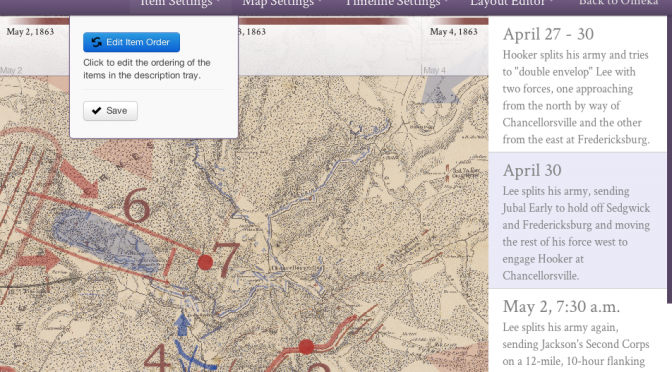 Item Settings
Map Settings
Timeline Settings
Layout Editor
Back to Omeka
May 2, 1863
3, 1863
May 4, 1863
May 2
May 4
Edit Item Order
Click to edit the ordering of the
items in the description tray.
Save
6
7
4
April 27 - 30
Hooker splits his army and tries
to "double envelop" Lee with
two forces, one approaching
from the north by way of
Chancellorsville and the other
from the east at Fredericksburg.
April 30
Lee splits his army, sending
Jubal Early to hold off Sedgwick
and Fredericksburg and moving
the rest of his force west to
engage Hooker at
Chancellorsville.
May 2, 7:30 a.m.
Lee splits his army again,
sending Jackson's Second Corps
on a 12-mile, 10-hour flanking